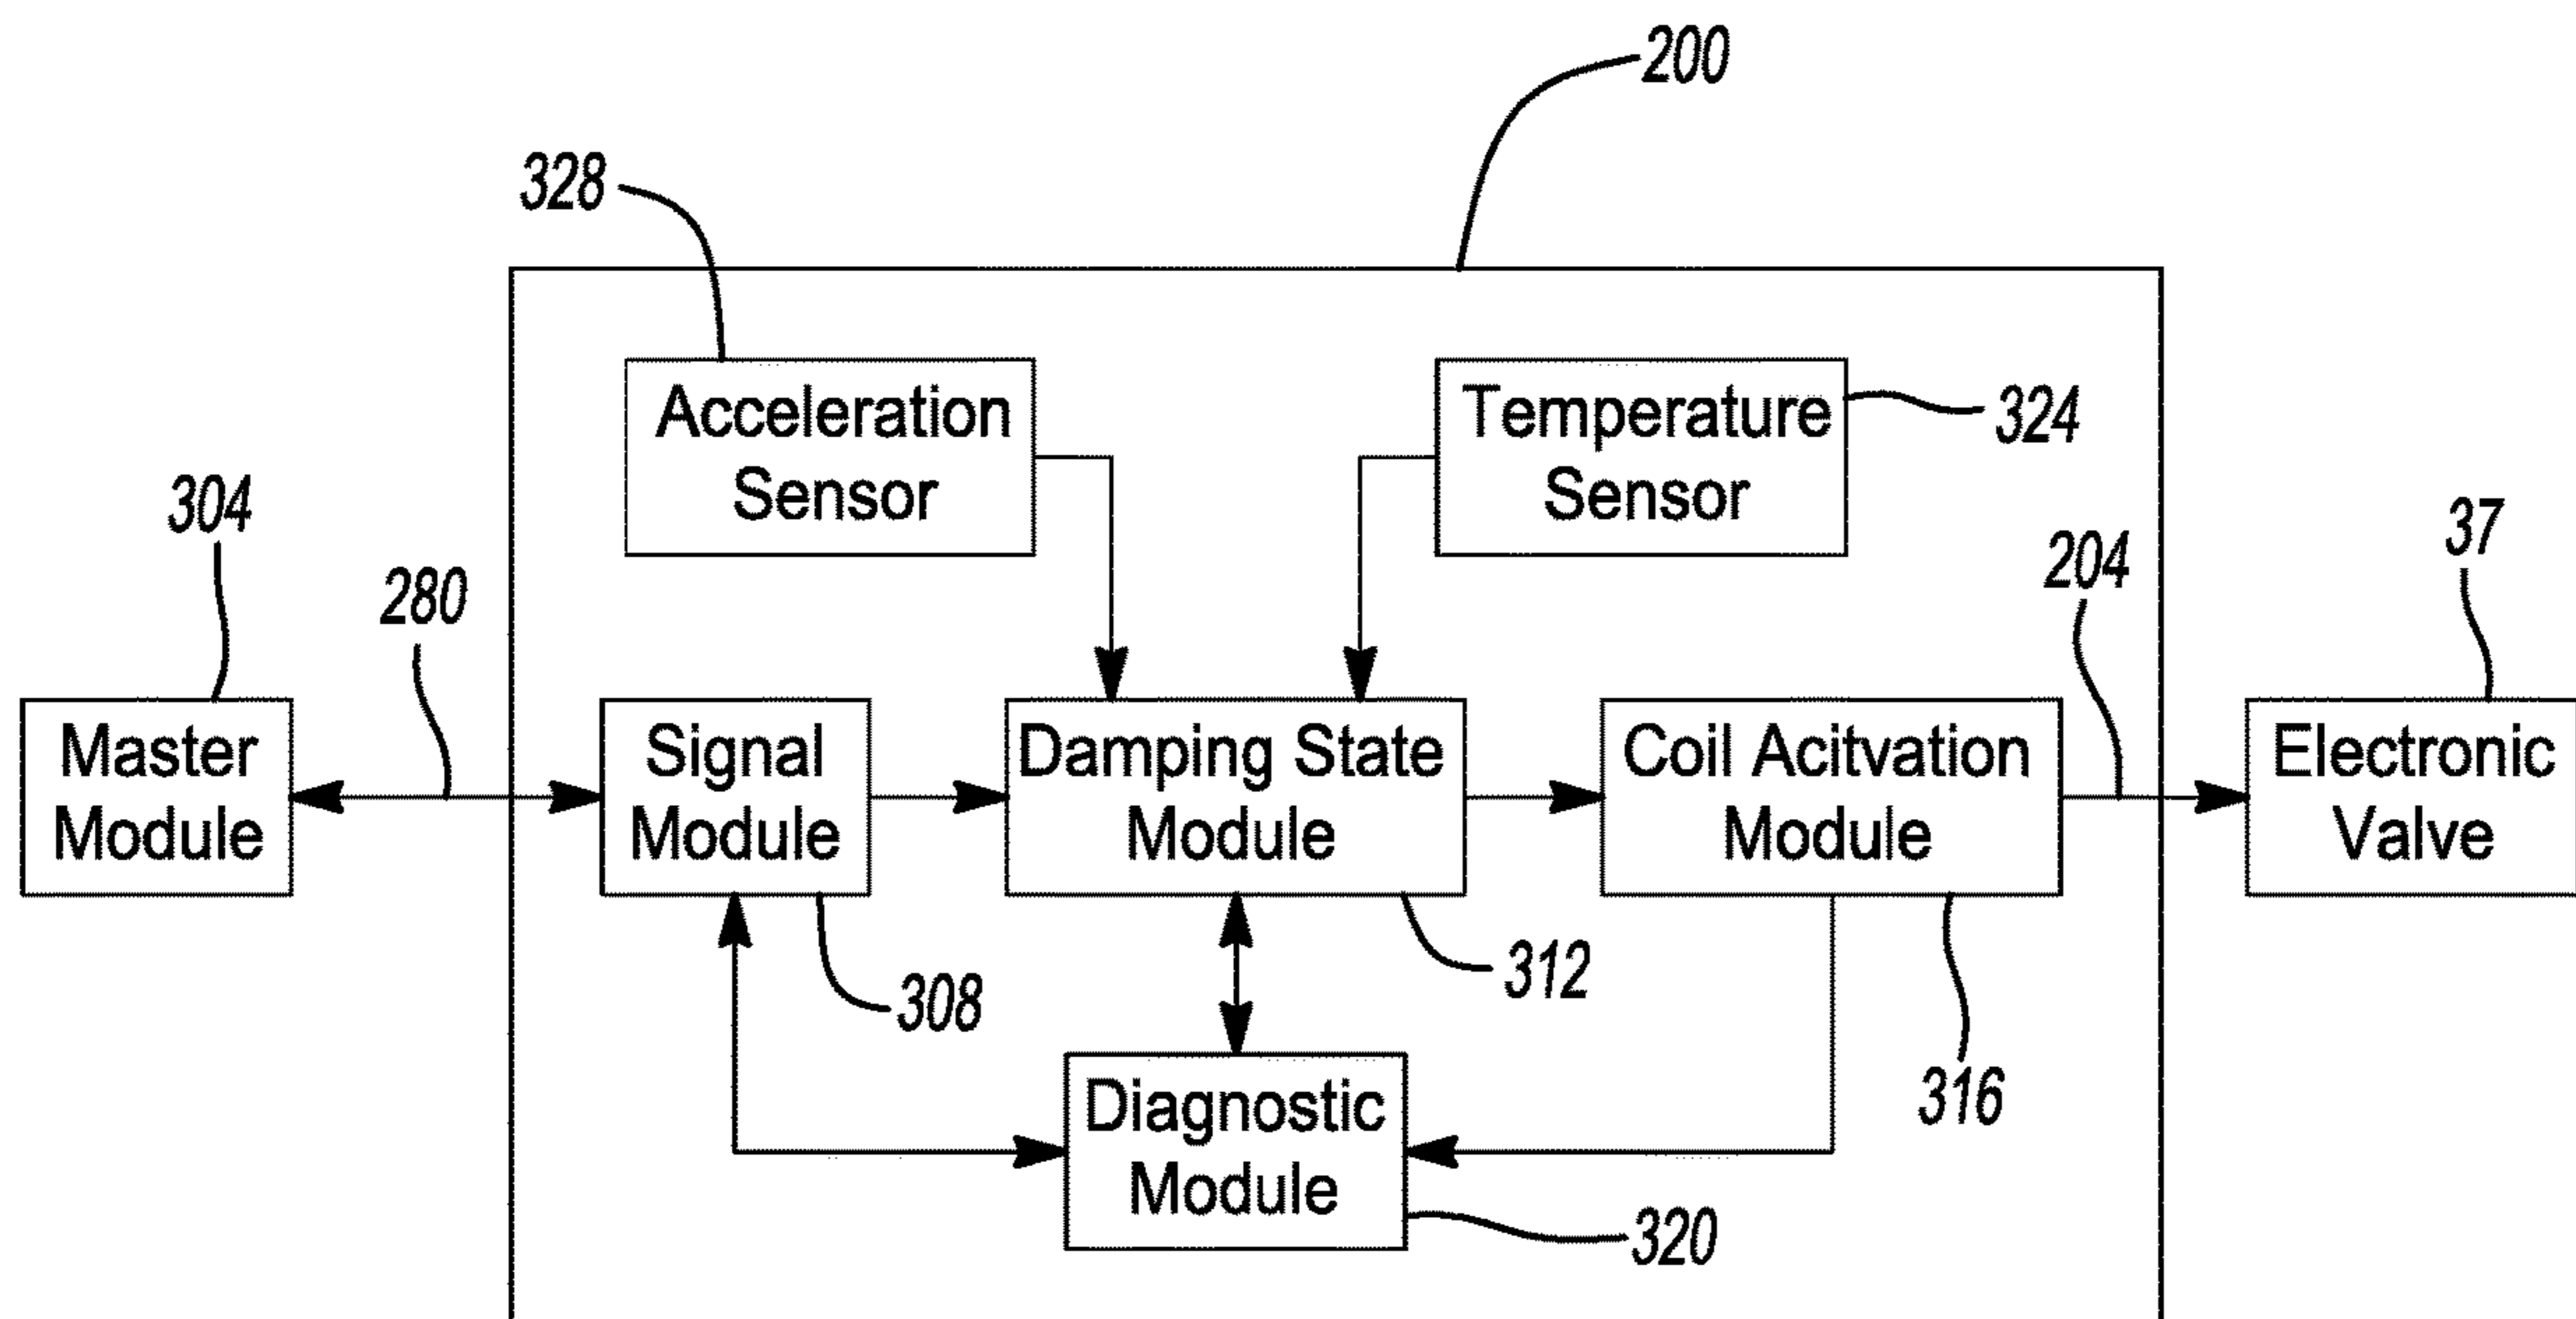 200
328
Acceleration
Sensor
Temperature
Sensor
324
304
280
204
37
Master
Module
Signal
Module
Damping State
Module
Coil Acitvation
Module
Electronic
Valve
308
312
316
Diagnostic
Module
320